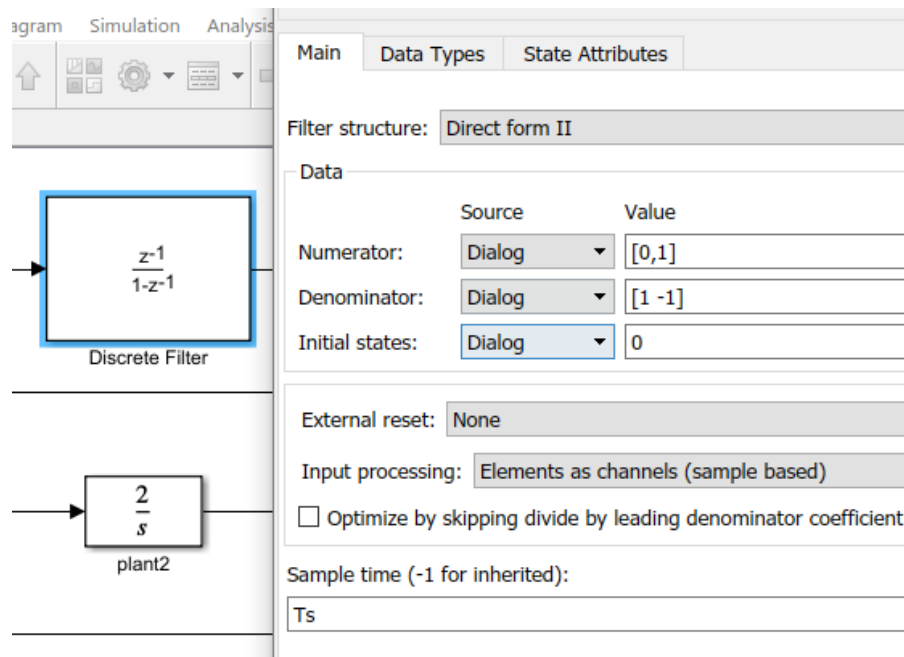 agram Simulation Analysis
Main Data Types State Attributes
Filter structure: Direct form II
Data
Source Value
Numerator: Dialog [0,1]
Denominator: Dialog [1 -1]
Initial states: Dialog 0
z-1
1-z-1
Discrete Filter
External reset: None
Input processing: Elements as channels (sample based)
Optimize by skipping divide by leading denominator coefficient
2
s
plant2
Sample time (-1 for inherited):
Ts